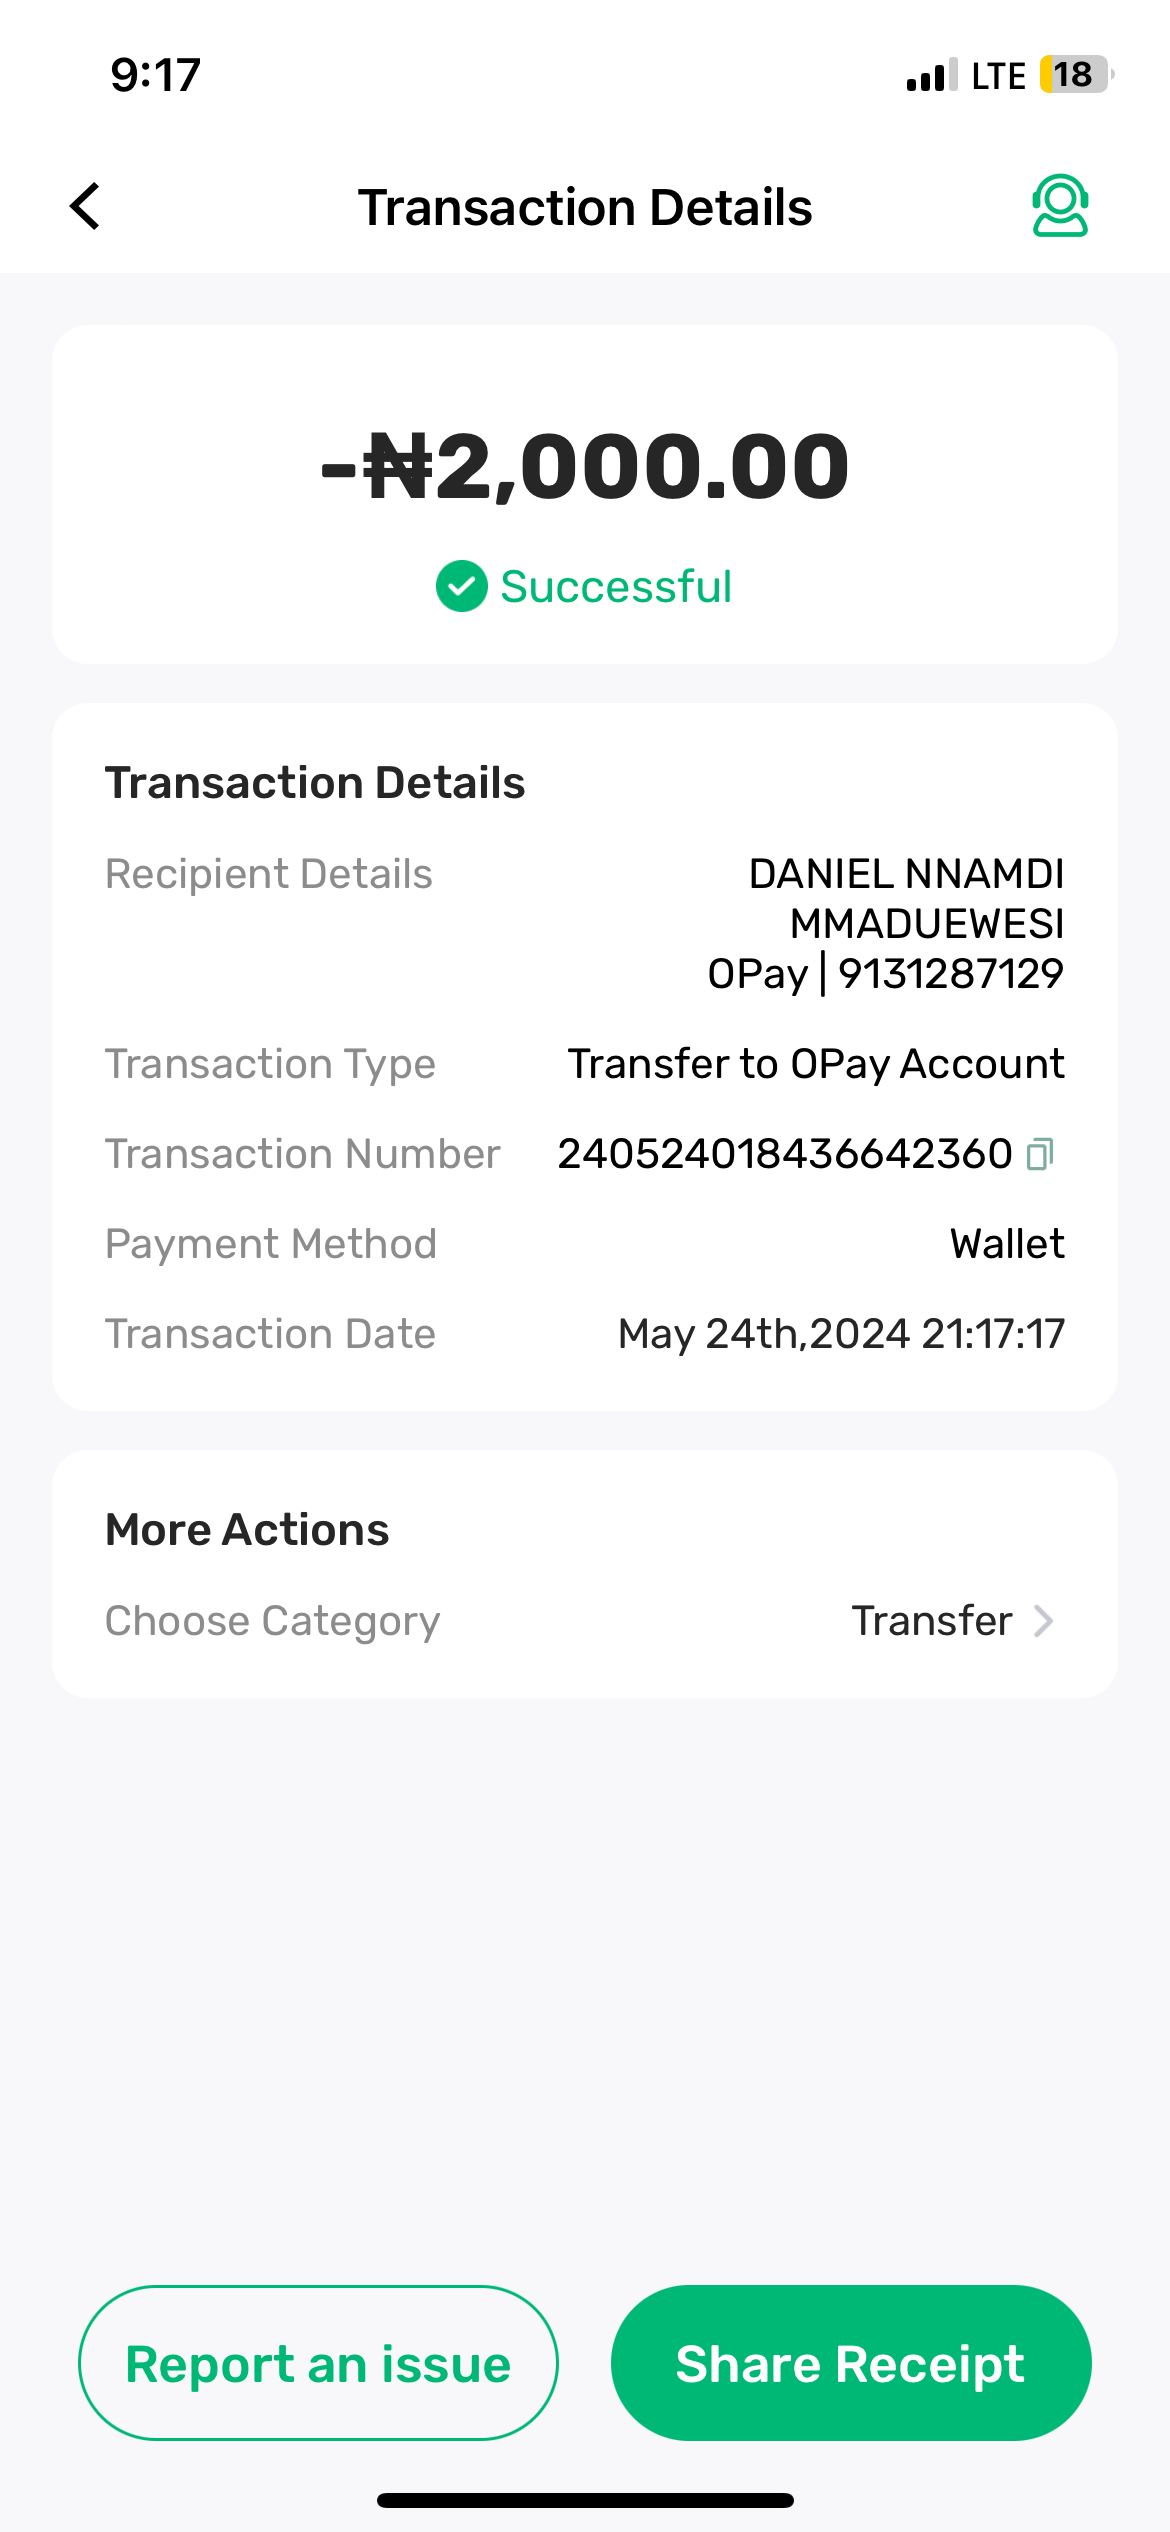 9:17
LTE 18
Transaction Details
-₦2,000.00
Successful
Transaction Details
Recipient Details DANIEL NNAMDI
MMADUEWESI
OPay | 9131287129
Transaction Type Transfer to OPay Account
Transaction Number 240524018436642360
Payment Method Wallet
Transaction Date May 24th,2024 21:17:17
More Actions
Choose Category Transfer
Report an issue Share Receipt